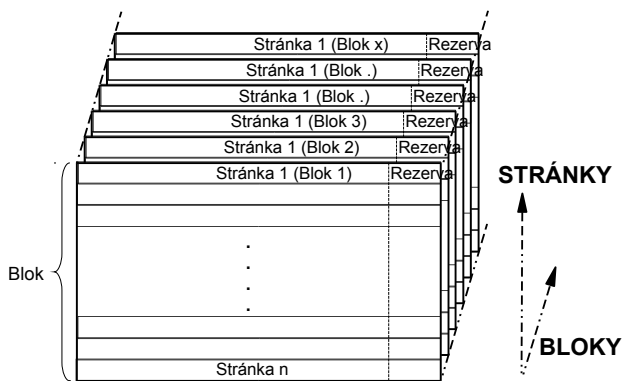 Stránka 1 (Blok x) Rezerva
Stránka 1 (Blok .) Rezerva
Stránka 1 (Blok .) Rezerva
Stránka 1 (Blok 3) Rezerva
Stránka 1 (Blok 2) Rezerva
Stránka 1 (Blok 1) Rezerva
STRÁNKY
Blok
BLOKY
Stránka n